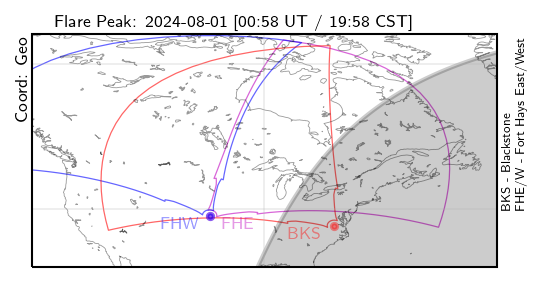 Flare Peak: 2024-08-01 [00:58 UT / 19:58 CST]
Coord: Geo
FHW
FHE
BKS
BKS - Blackstone
FHE/W - Fort Hays East/West